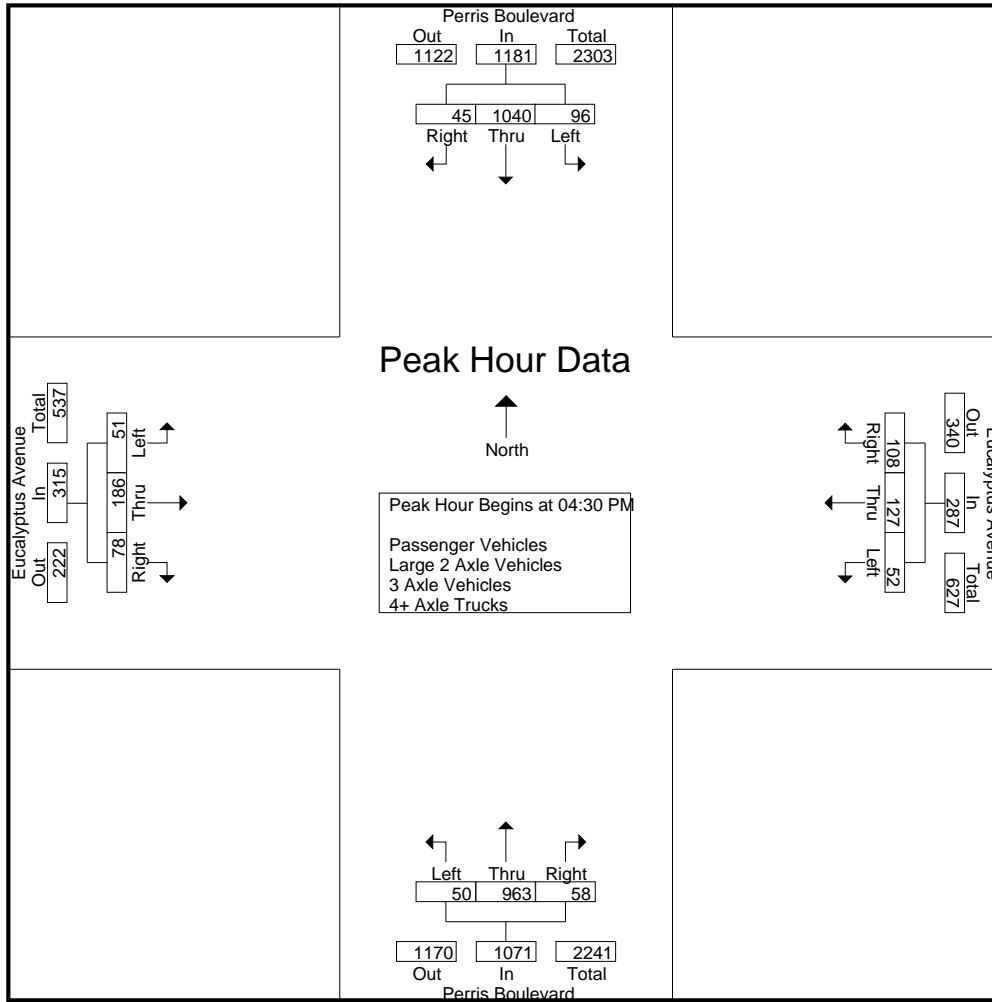 Perris Boulevard
Out In Total
1122 1181 2303
45 1040 96
Right Thru Left
Peak Hour Data
North
Peak Hour Begins at 04:30 PM
Passenger Vehicles
Large 2 Axle Vehicles
3 Axle Vehicles
4+ Axle Trucks
Eucalyptus Avenue
Out In Total
222 315 537
51 186 78
Left Thru Right
Eucalyptus Avenue
Out In Total
340 287 627
108 127 52
Right Thru Left
Left Thru Right
50 963 58
1170 1071 2241
Out In Total
Perris Boulevard